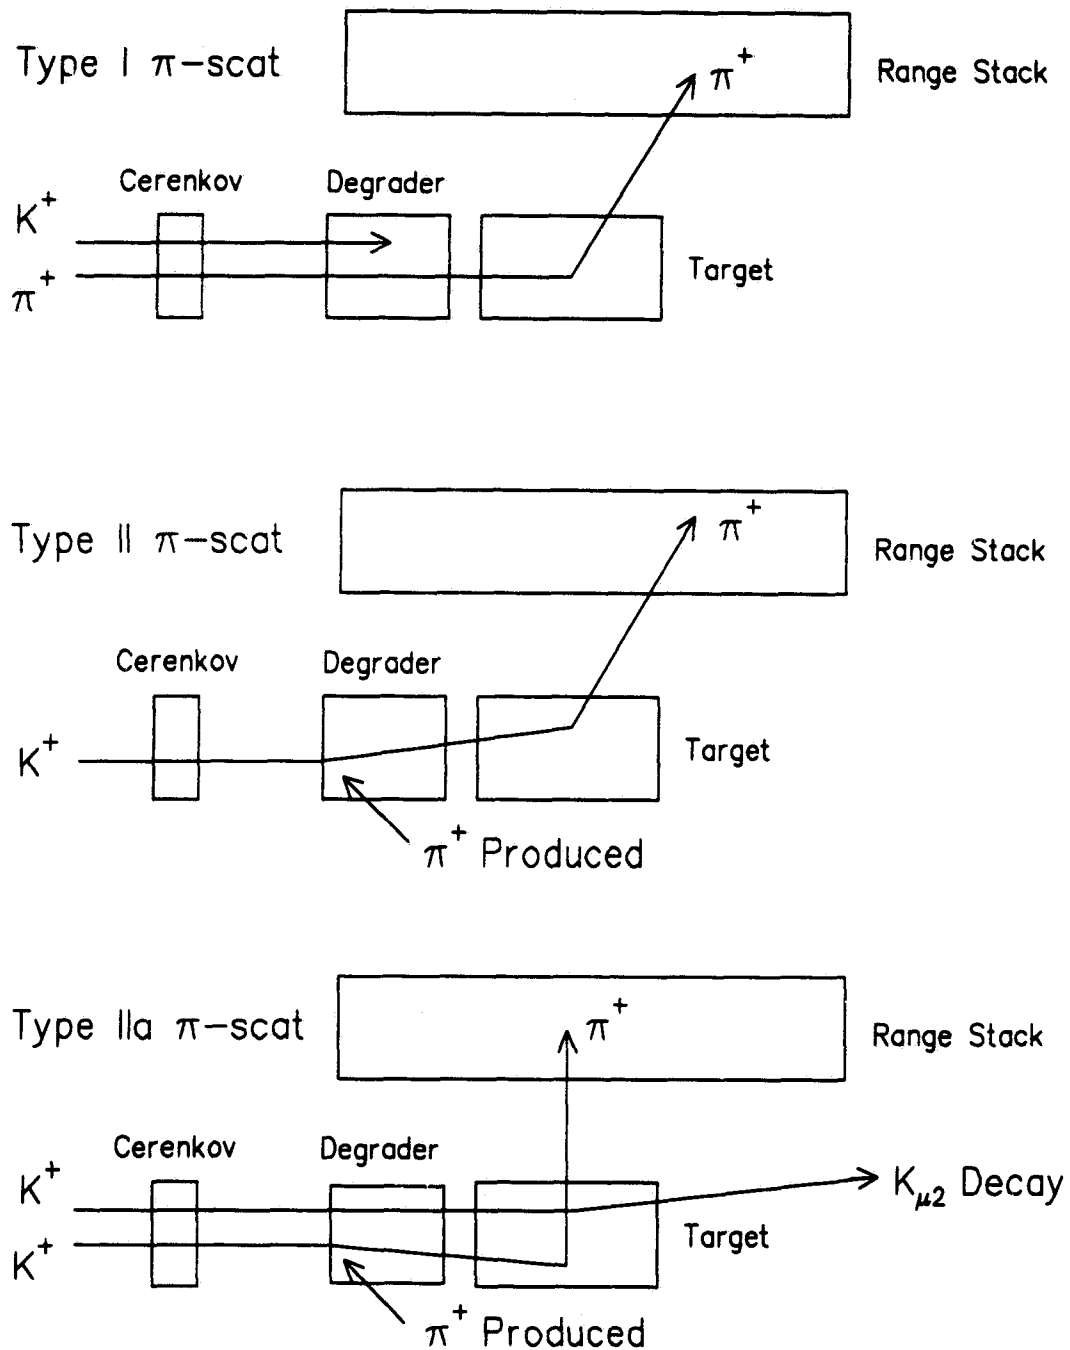 Type I π-scat
π⁺
Range Stack
Cerenkov
Degrader
K⁺
π⁺
Target
Type II π-scat
π⁺
Range Stack
Cerenkov
Degrader
K⁺
Target
π⁺ Produced
Type IIa π-scat
π⁺
Range Stack
Cerenkov
Degrader
K⁺
K⁺
Kμ2 Decay
Target
π⁺ Produced